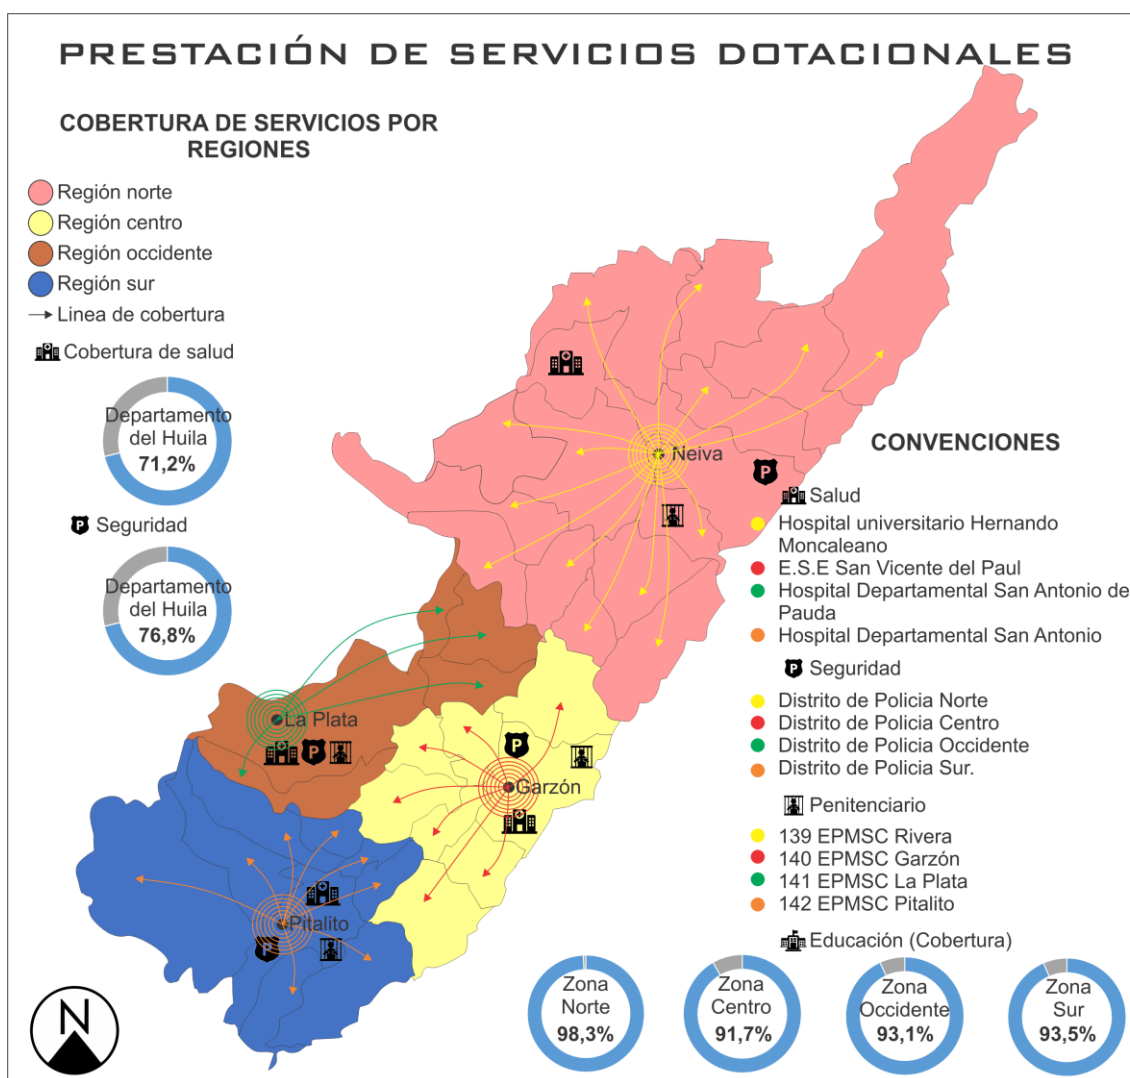 PRESTACIÓN DE SERVICIOS DOTACIONALES
COBERTURA DE SERVICIOS POR
REGIONES
Región norte
Región centro
Región occidente
Región sur
Linea de cobertura
Cobertura de salud
Departamento
del Huila
71,2%
P Seguridad
Departamento
del Huila
76,8%
Neiva
P
La Plata
P
P
Garzón
Pitalito
P
N
CONVENCIONES
Salud
Hospital universitario Hernando
Moncaleano
E.S.E San Vicente del Paul
Hospital Departamental San Antonio de
Pauda
Hospital Departamental San Antonio
P Seguridad
Distrito de Policia Norte
Distrito de Policia Centro
Distrito de Policia Occidente
Distrito de Policia Sur.
Penitenciario
139 EPMSC Rivera
140 EPMSC Garzón
141 EPMSC La Plata
142 EPMSC Pitalito
Educación (Cobertura)
Zona
Norte
98,3%
Zona
Centro
91,7%
Zona
Occidente
93,1%
Zona
Sur
93,5%